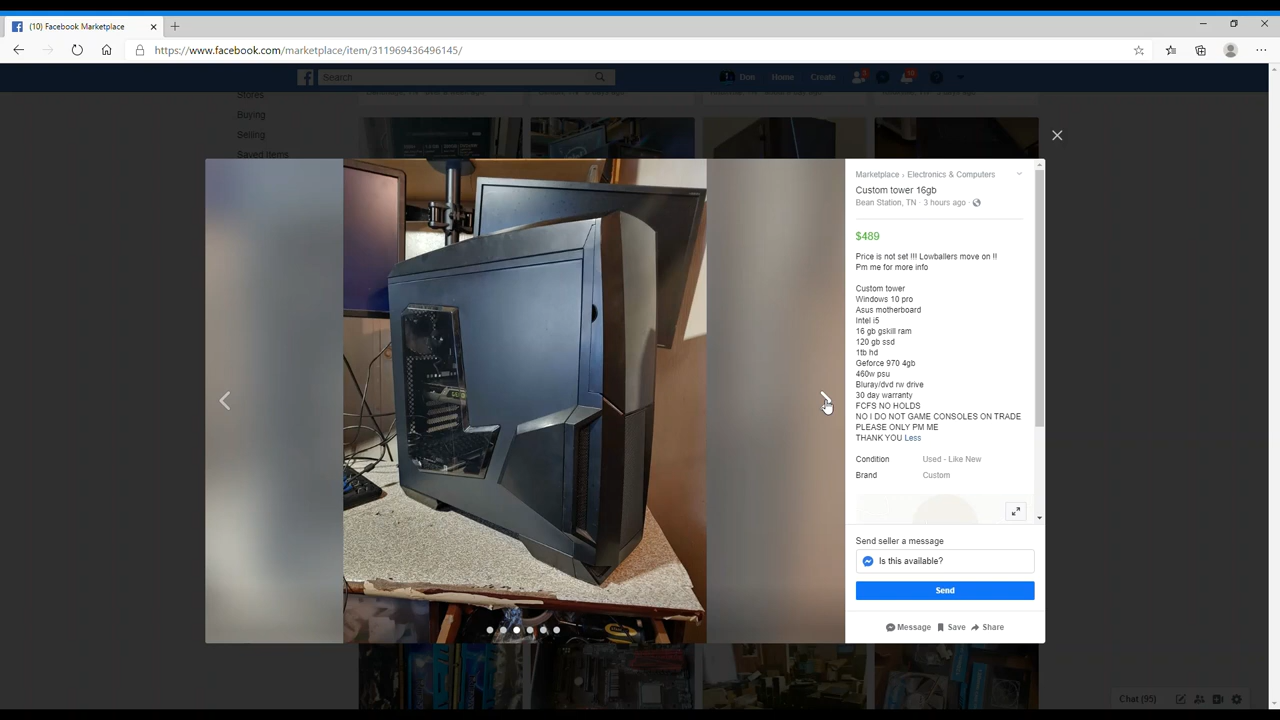 (10) Facebook Marketplace
https://www.facebook.com/marketplace/item/311969436496145/
Search
Don
Home
Create
Stores
Buying
Selling
Saved Items
Marketplace › Electronics & Computers
Custom tower 16gb
Bean Station, TN · 3 hours ago ·
$489
Price is not set !!! Lowballers move on !!
Pm me for more info
Custom tower
Windows 10 pro
Asus motherboard
Intel i5
16 gb gskill ram
120 gb ssd
1tb hd
Geforce 970 4gb
460w psu
Bluray/dvd rw drive
30 day warranty
FCFS NO HOLDS
NO I DO NOT GAME CONSOLES ON TRADE
PLEASE ONLY PM ME
THANK YOU Less
Condition Used - Like New
Brand Custom
Send seller a message
Is this available?
Send
Message Save Share
Chat (95)